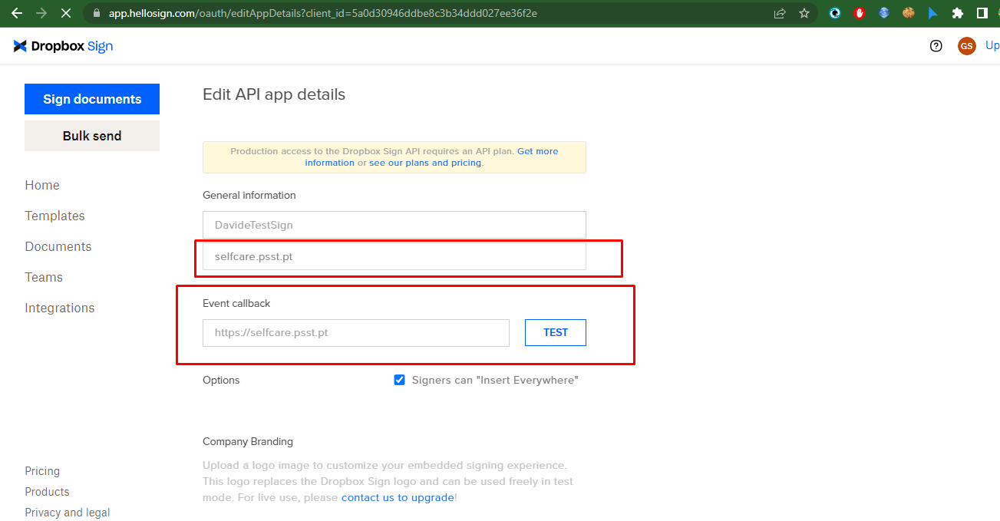 app.hellosign.com/oauth/editAppDetails?client_id=5a0d30946ddbe8c3b34ddd027ee36f2e
Dropbox Sign
GS
Up
Sign documents
Bulk send
Home
Templates
Documents
Teams
Integrations
Pricing
Products
Privacy and legal
Edit API app details
Production access to the Dropbox Sign API requires an API plan. Get more
information or see our plans and pricing.
General information
DavideTestSign
selfcare.psst.pt
Event callback
https://selfcare.psst.pt
TEST
Options
Signers can "Insert Everywhere"
Company Branding
Upload a logo image to customize your embedded signing experience.
This logo replaces the Dropbox Sign logo and can be used freely in test
mode. For live use, please contact us to upgrade!